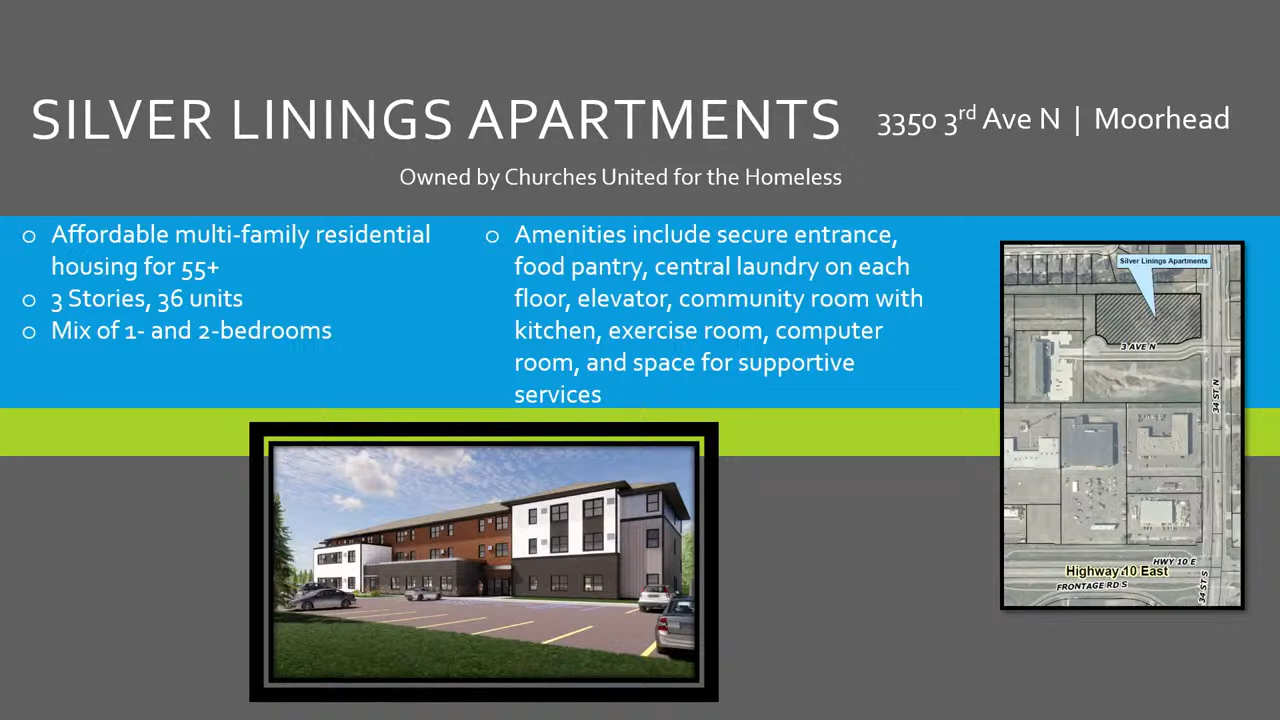 SILVER LININGS APARTMENTS
3350 3rd Ave N | Moorhead
Owned by Churches United for the Homeless
o Affordable multi-family residential
housing for 55+
o 3 Stories, 36 units
o Mix of 1- and 2-bedrooms
o Amenities include secure entrance,
food pantry, central laundry on each
floor, elevator, community room with
kitchen, exercise room, computer
room, and space for supportive
services
Silver Linings Apartments
3 AVE N
34 ST N
HWY 10 E
Highway 10 East
FRONTAGE RD S
34 ST S